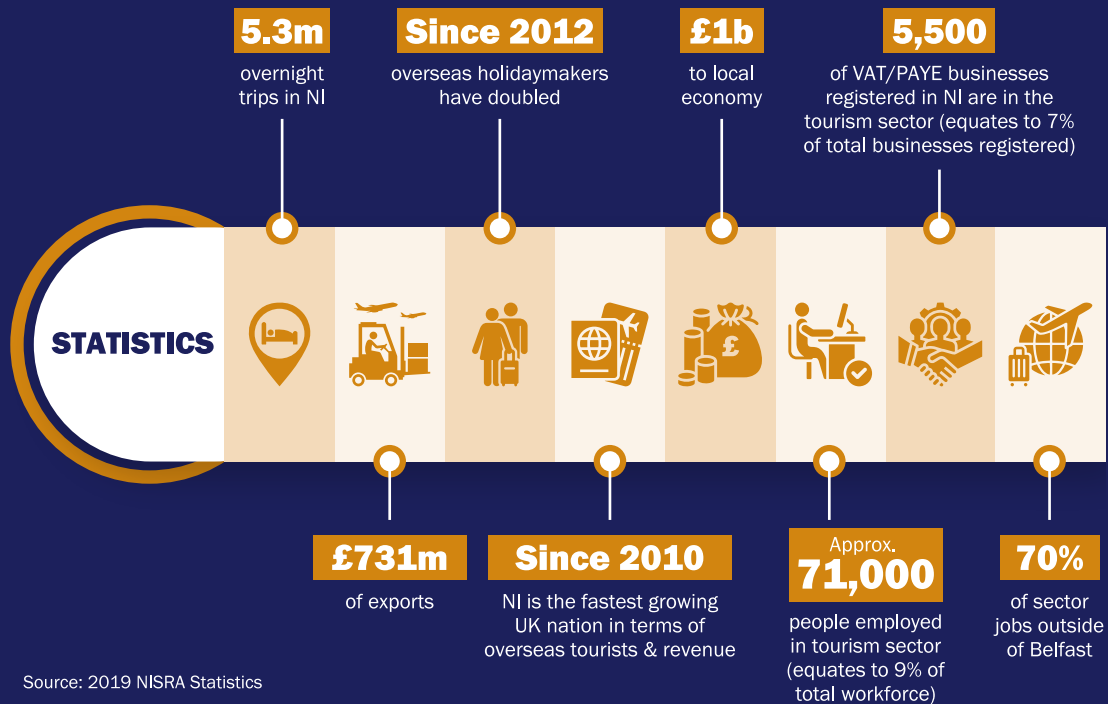 5.3m
overnight
trips in NI
Since 2012
overseas holidaymakers
have doubled
£1b
to local
economy
5,500
of VAT/PAYE businesses
registered in NI are in the
tourism sector (equates to 7%
of total businesses registered)
STATISTICS
£
£731m
of exports
Since 2010
NI is the fastest growing
UK nation in terms of
overseas tourists & revenue
Approx.
71,000
people employed
in tourism sector
(equates to 9% of
total workforce)
70%
of sector
jobs outside
of Belfast
Source: 2019 NISRA Statistics